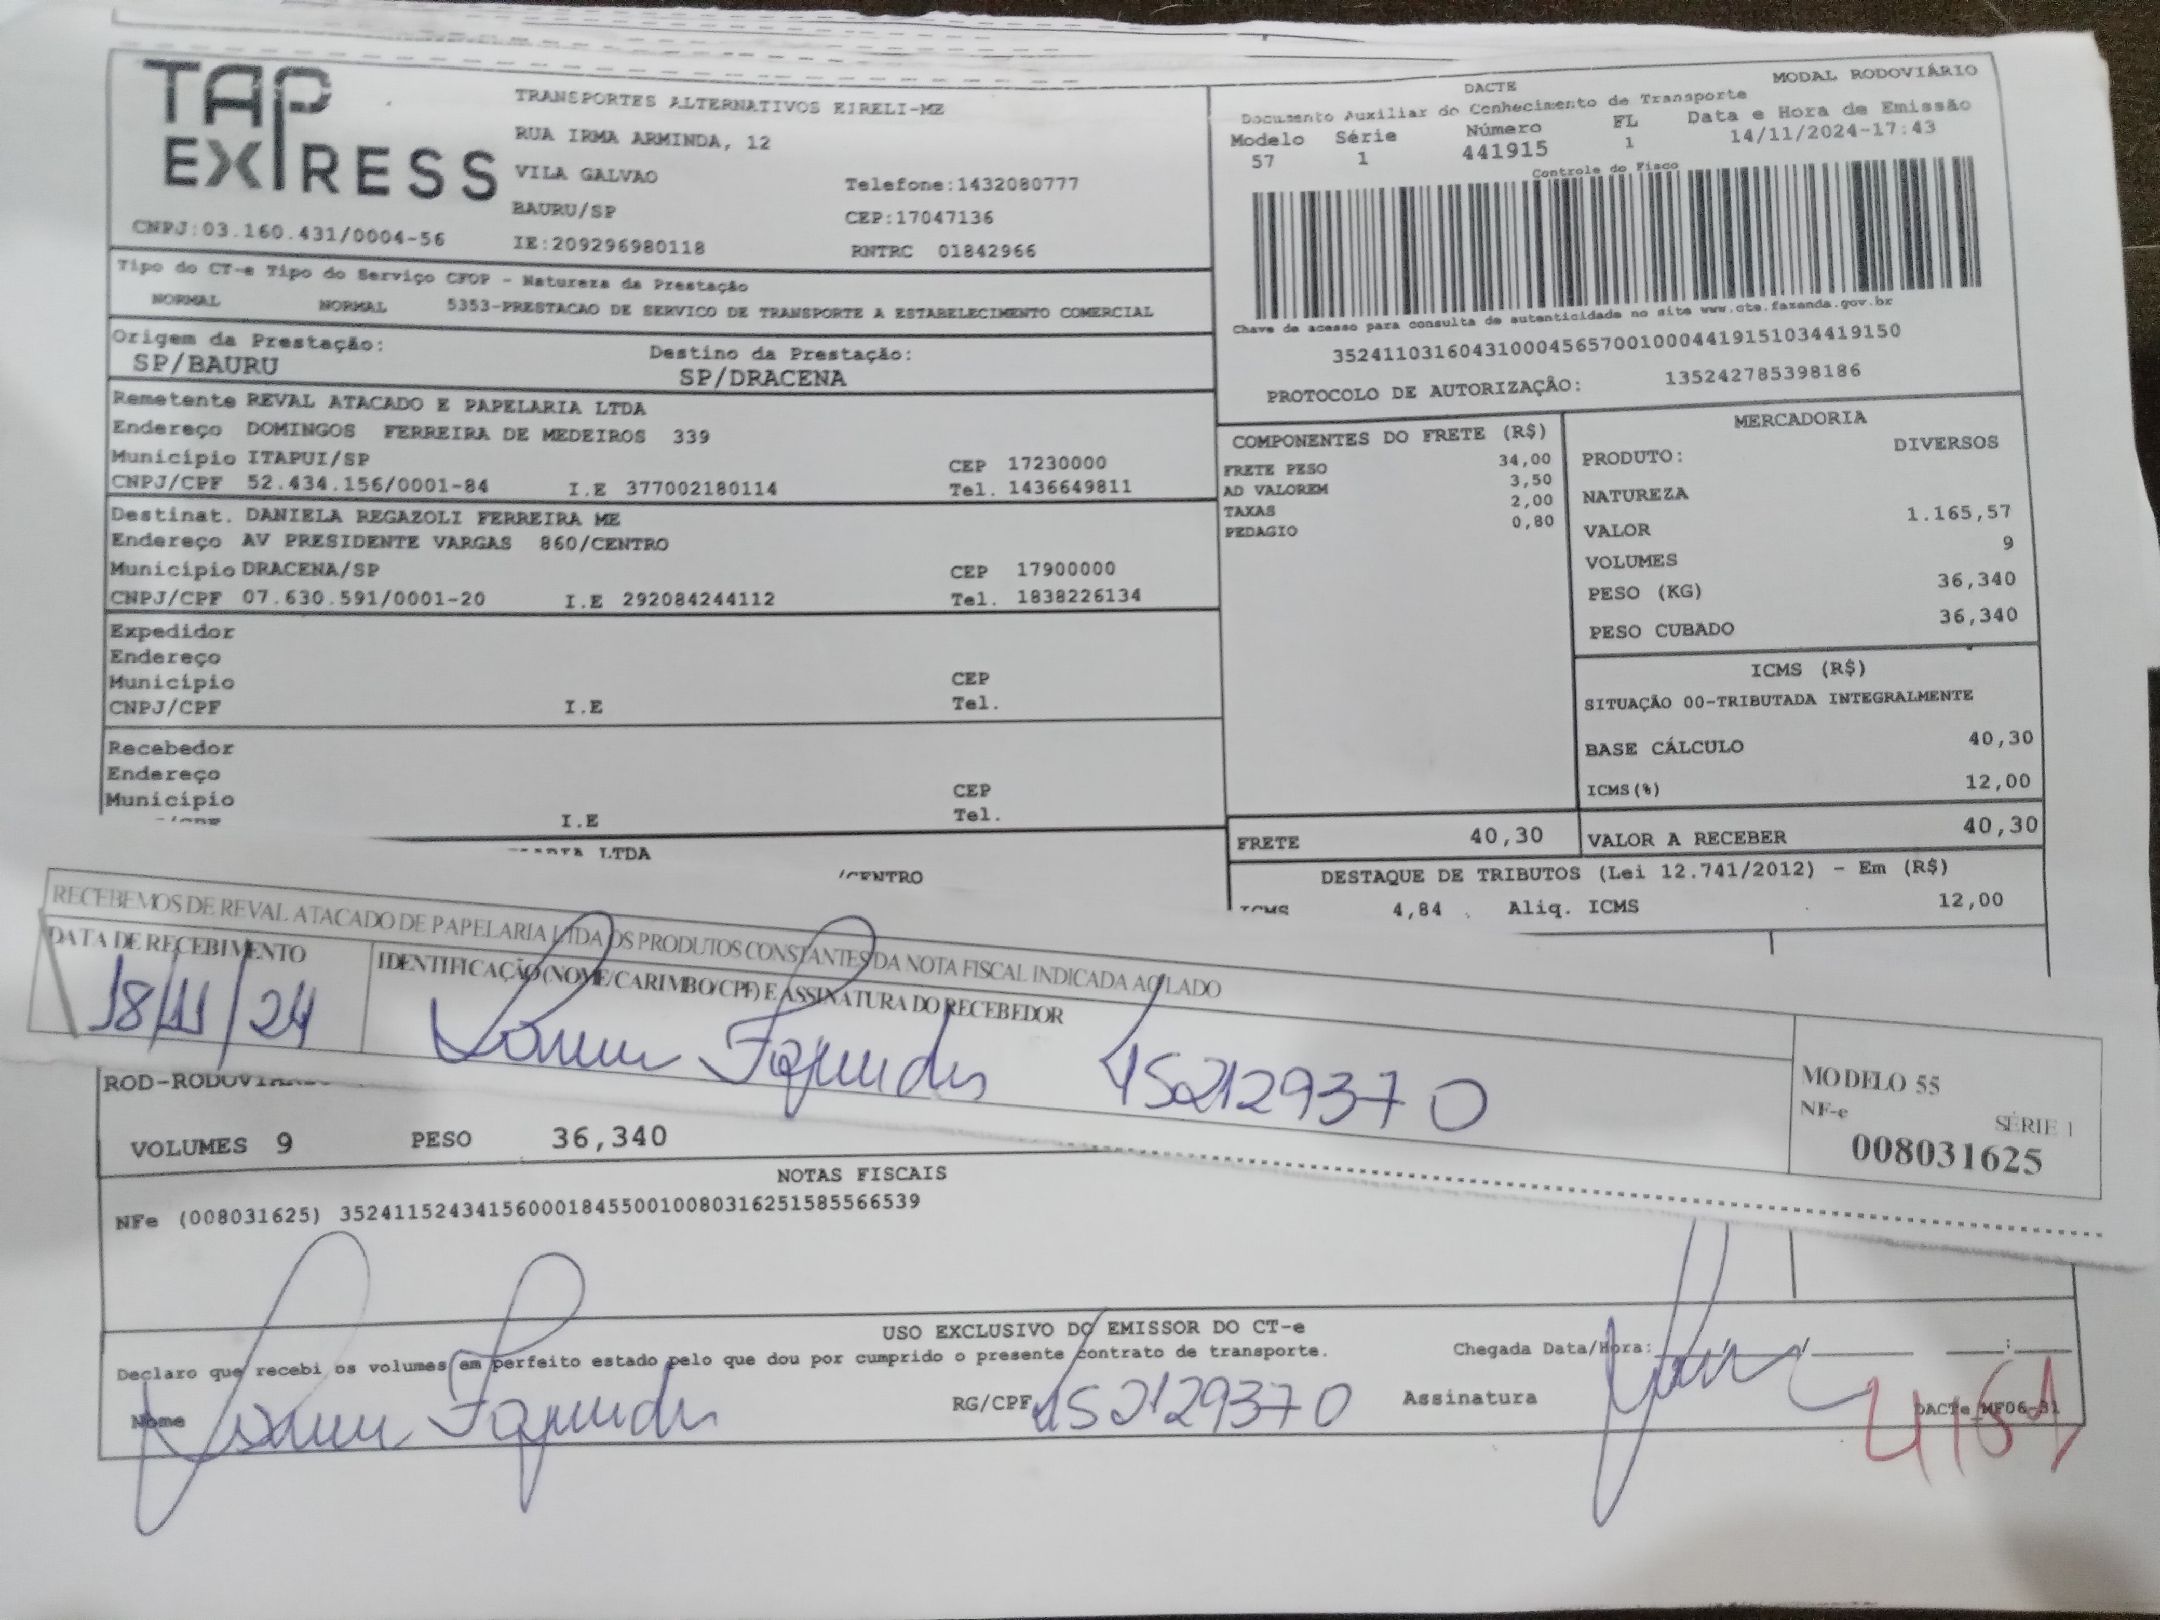 TAP EXPRESS
TRANSPORTES ALTERNATIVOS EIRELI-ME
RUA IRMA ARMINDA, 12
VILA GALVAO Telefone:1432080777
BAURU/SP CEP:17047136
CNPJ:03.160.431/0004-56 IE:209296980118 RNTRC 01842966
DACTE MODAL RODOVIÁRIO
Documento Auxiliar do Conhecimento de Transporte
Modelo Série Número FL Data e Hora de Emissão
57 1 441915 1 14/11/2024-17:43
Controle do Fisco
Chave de acesso para consulta de autenticidade no site www.cte.fazenda.gov.br
35241103160431000456570010004419151034419150
PROTOCOLO DE AUTORIZAÇÃO: 135242785398186
Tipo do CT-e Tipo do Serviço CFOP - Natureza da Prestação
NORMAL NORMAL 5353-PRESTACAO DE SERVICO DE TRANSPORTE A ESTABELECIMENTO COMERCIAL
Origem da Prestação: Destino da Prestação:
SP/BAURU SP/DRACENA
Remetente REVAL ATACADO E PAPELARIA LTDA
Endereço DOMINGOS FERREIRA DE MEDEIROS 339
Município ITAPUI/SP CEP 17230000
CNPJ/CPF 52.434.156/0001-84 I.E 377002180114 Tel. 1436649811
Destinat. DANIELA REGAZOLI FERREIRA ME
Endereço AV PRESIDENTE VARGAS 860/CENTRO
Município DRACENA/SP CEP 17900000
CNPJ/CPF 07.630.591/0001-20 I.E 292084244112 Tel. 1838226134
Expedidor
Endereço
Município CEP
CNPJ/CPF I.E Tel.
Recebedor
Endereço
Município CEP
I.E Tel.
LTDA
/CENTRO
COMPONENTES DO FRETE (R$)
FRETE PESO 34,00
AD VALOREM 3,50
TAXAS 2,00
PEDAGIO 0,80
FRETE 40,30
MERCADORIA
PRODUTO: DIVERSOS
NATUREZA
VALOR 1.165,57
VOLUMES 9
PESO (KG) 36,340
PESO CUBADO 36,340
ICMS (R$)
SITUAÇÃO 00-TRIBUTADA INTEGRALMENTE
BASE CÁLCULO 40,30
ICMS(%) 12,00
VALOR A RECEBER 40,30
DESTAQUE DE TRIBUTOS (Lei 12.741/2012) - Em (R$)
ICMS 4,84 Aliq. ICMS 12,00
RECEBEMOS DE REVAL ATACADO DE PAPELARIA LTDA OS PRODUTOS CONSTANTES DA NOTA FISCAL INDICADA AO LADO
DATA DE RECEBIMENTO IDENTIFICAÇÃO (NOME/CARIMBO/CPF) E ASSINATURA DO RECEBEDOR
18/11/24 452129370
MODELO 55
NF-e SÉRIE 1
008031625
VOLUMES 9 PESO 36,340
NOTAS FISCAIS
NFe (008031625) 35241152434156000184550010080316251585566539
USO EXCLUSIVO DO EMISSOR DO CT-e
Declaro que recebi os volumes em perfeito estado pelo que dou por cumprido o presente contrato de transporte.
Chegada Data/Hora:
Nome RG/CPF 452129370 Assinatura